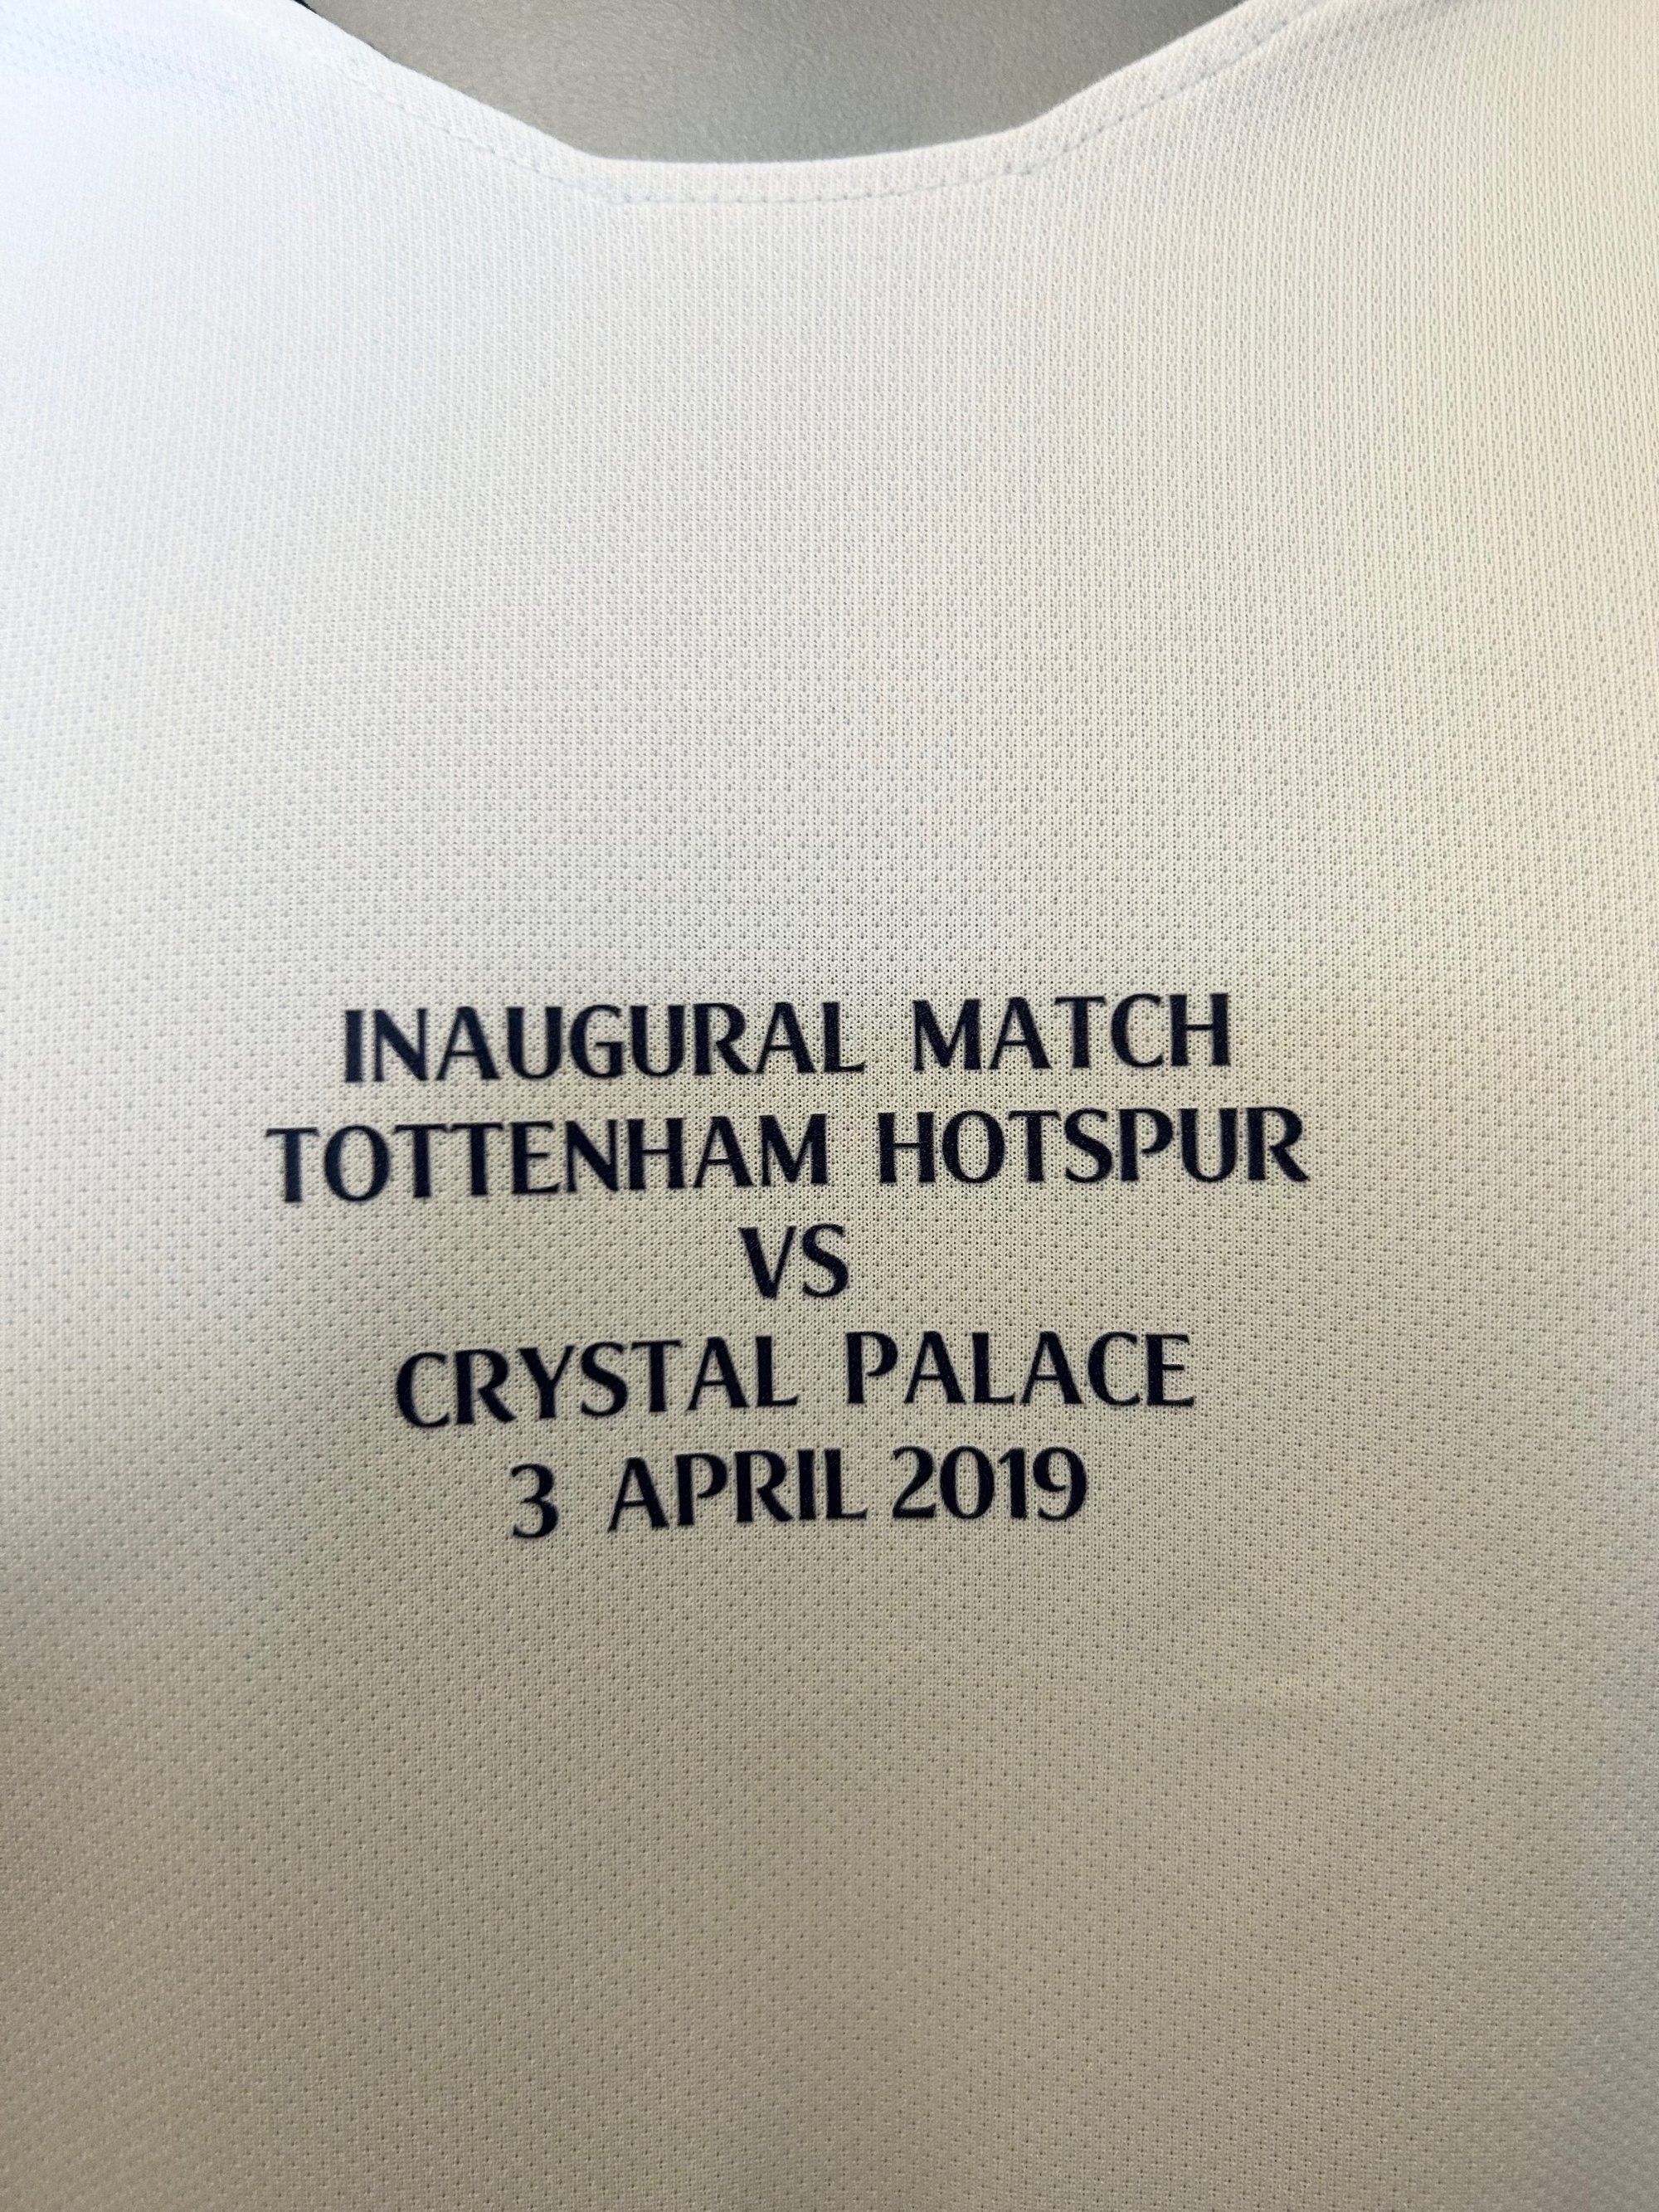 INAUGURAL MATCH
TOTTENHAM HOTSPUR
VS
CRYSTAL PALACE
3 APRIL 2019